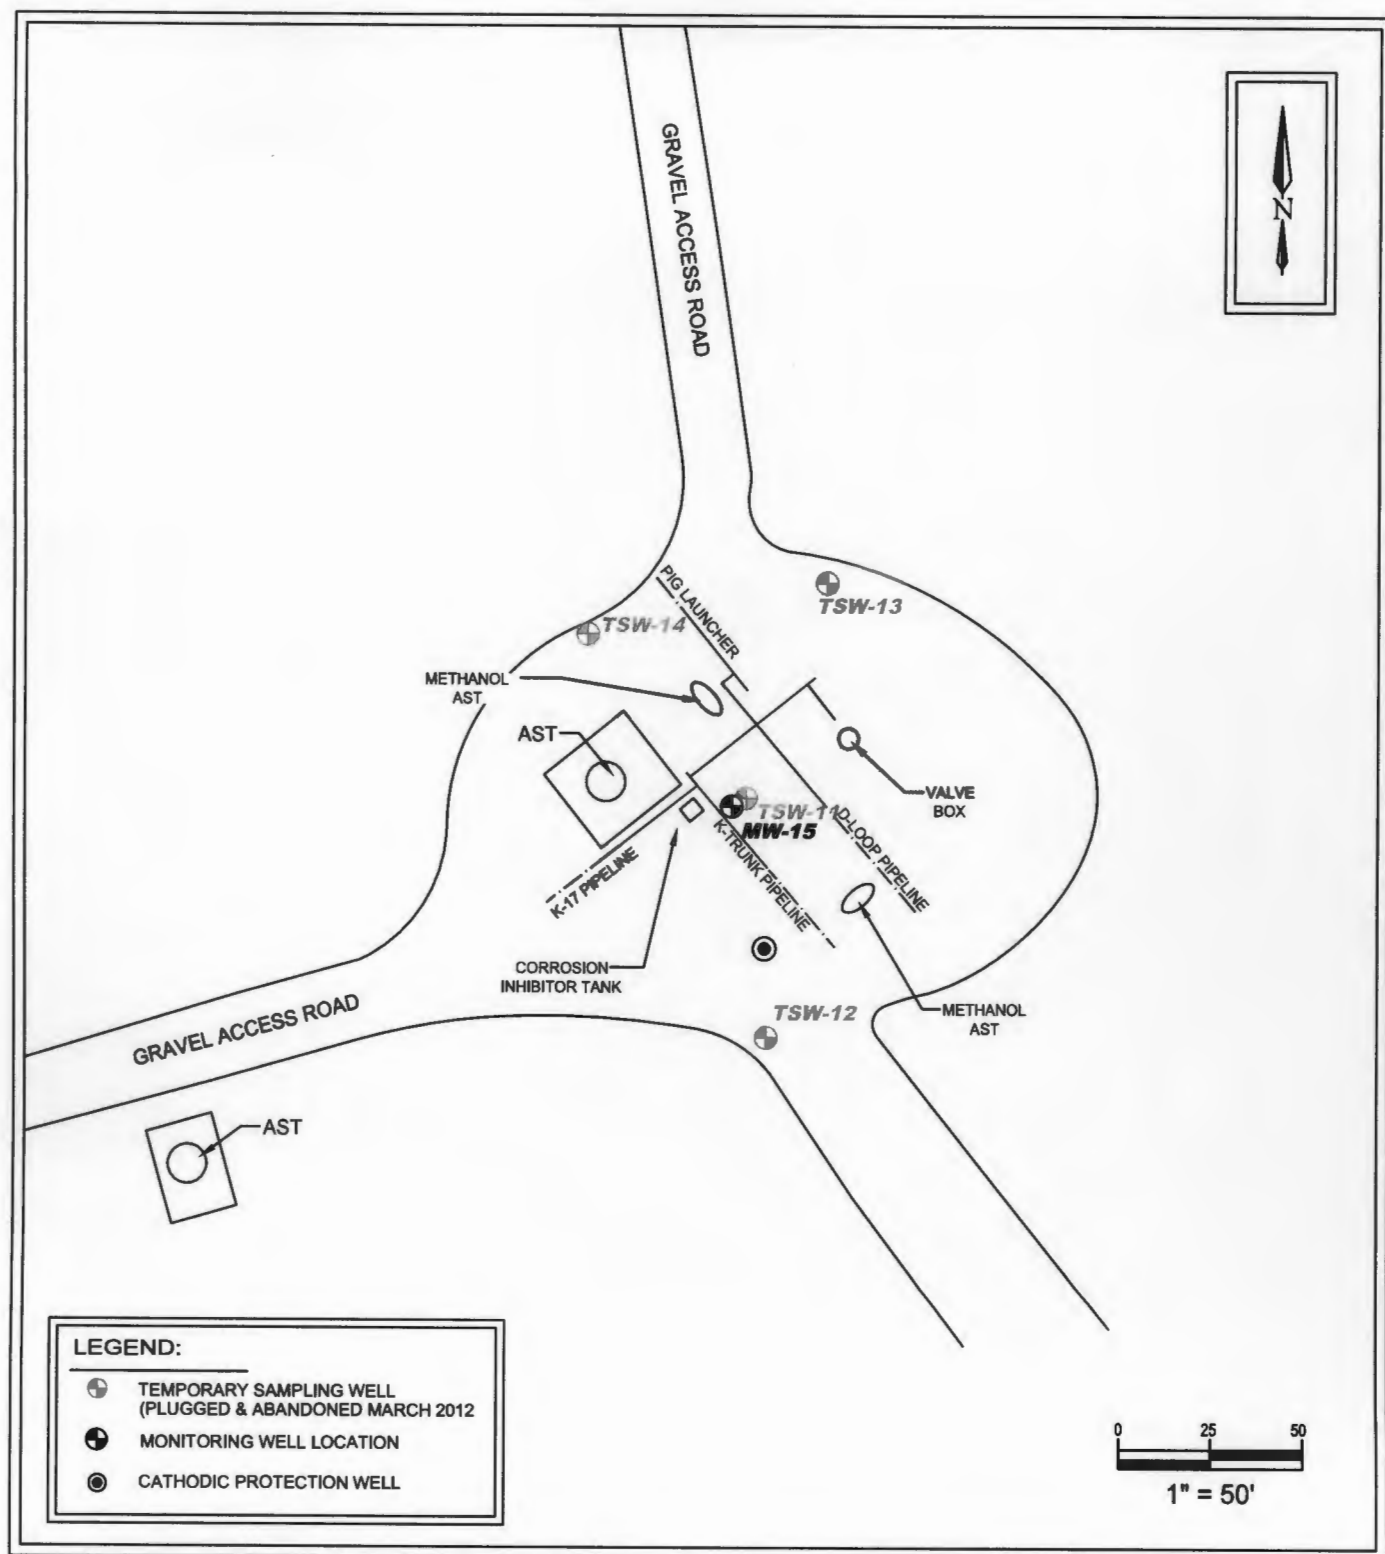 GRAVEL ACCESS ROAD
N
PIG LAUNCHER
TSW-13
TSW-14
METHANOL
AST
AST
VALVE
BOX
TSW-11
MW-15
D-LOOP PIPELINE
K-TRUNK PIPELINE
K-17 PIPELINE
CORROSION
INHIBITOR TANK
METHANOL
AST
TSW-12
GRAVEL ACCESS ROAD
AST
LEGEND:
TEMPORARY SAMPLING WELL
(PLUGGED & ABANDONED MARCH 2012
MONITORING WELL LOCATION
CATHODIC PROTECTION WELL
0 25 50
1" = 50'